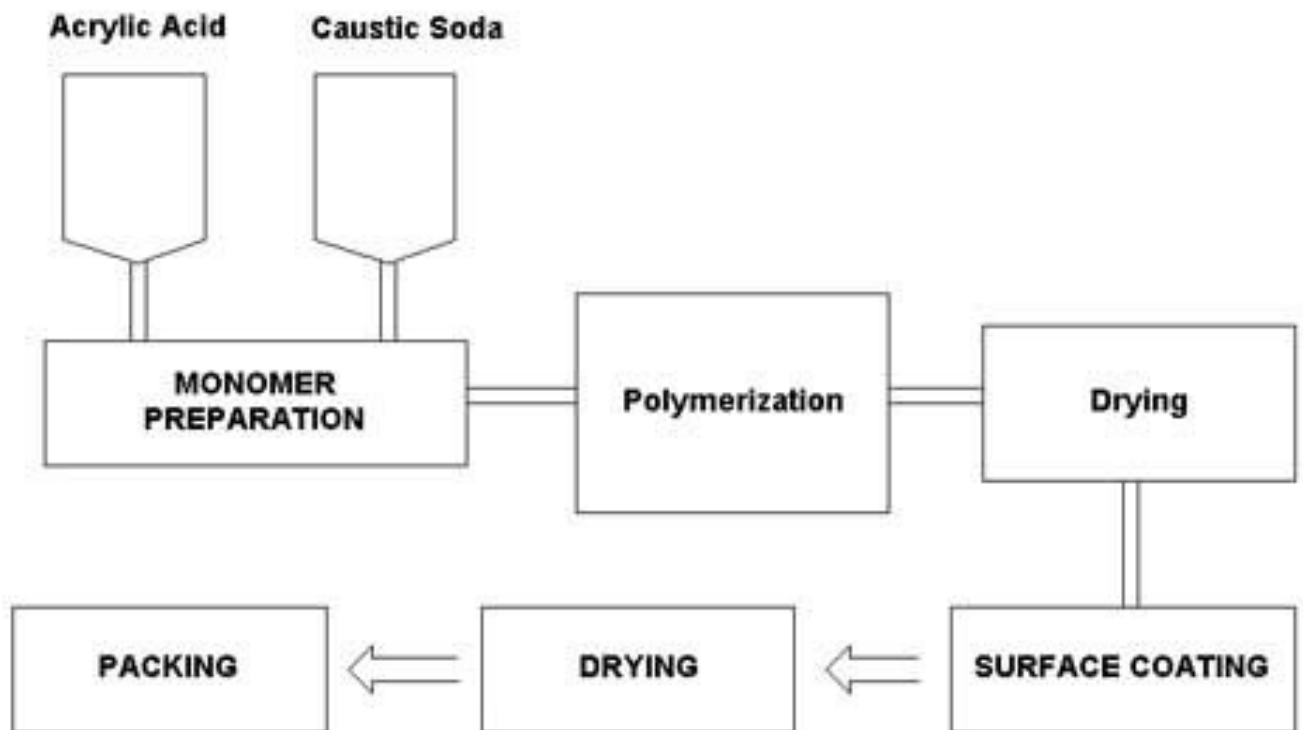 Acrylic Acid
Caustic Soda
MONOMER
PREPARATION
Polymerization
Drying
SURFACE COATING
DRYING
PACKING